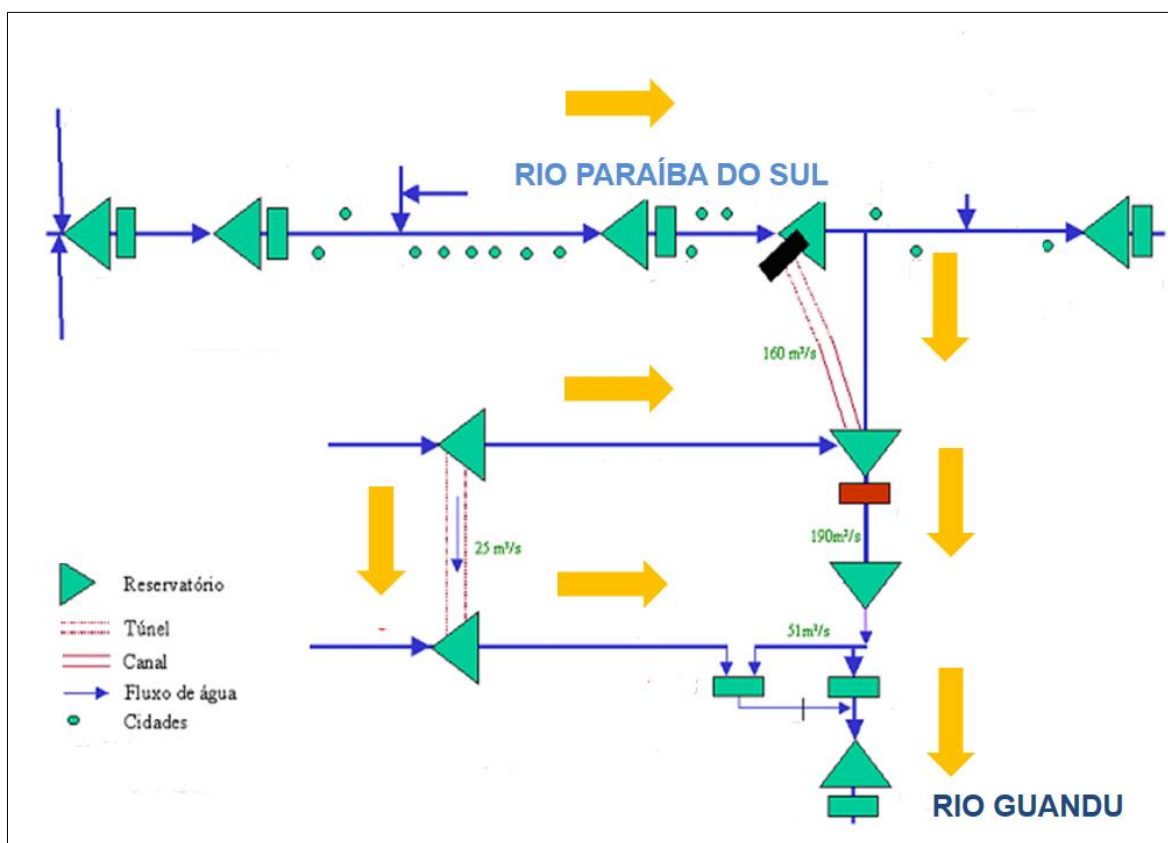 RIO PARAÍBA DO SUL
160 m³/s
190m³/s
25 m³/s
Reservatório
Túnel
Canal
Fluxo de água
Cidades
51m³/s
RIO GUANDU